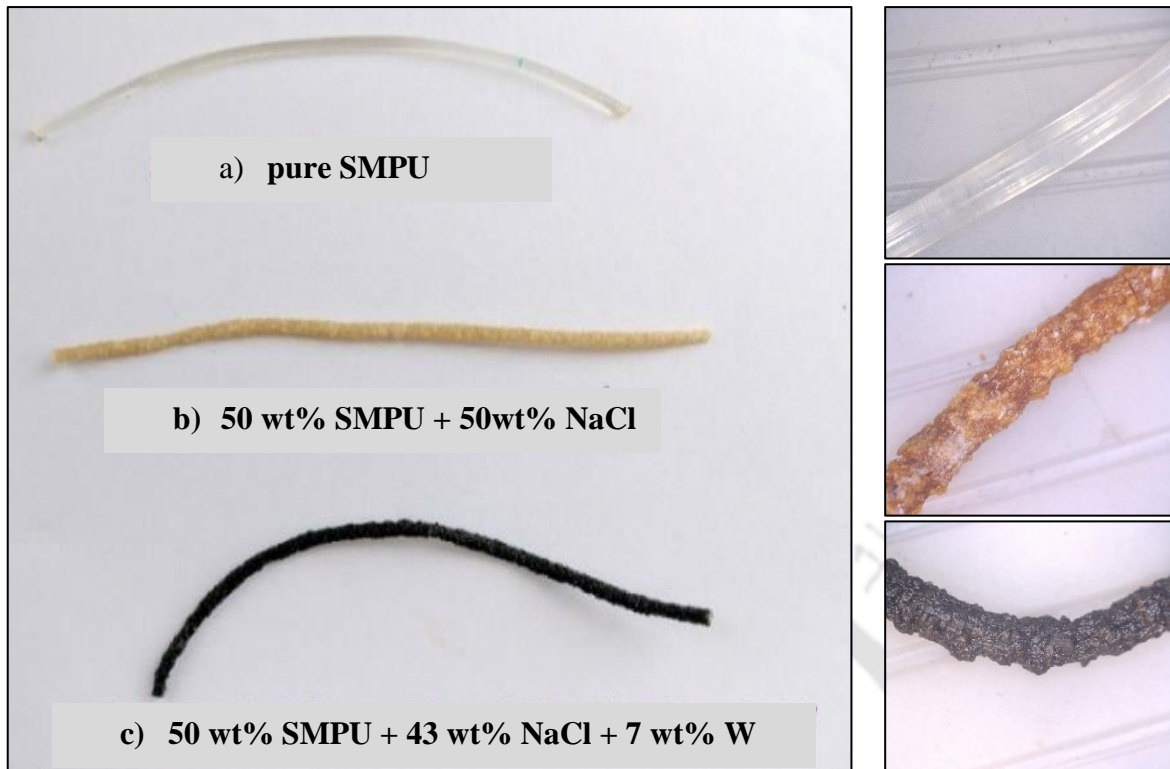 a) pure SMPU
b) 50 wt% SMPU + 50wt% NaCl
c) 50 wt% SMPU + 43 wt% NaCl + 7 wt% W